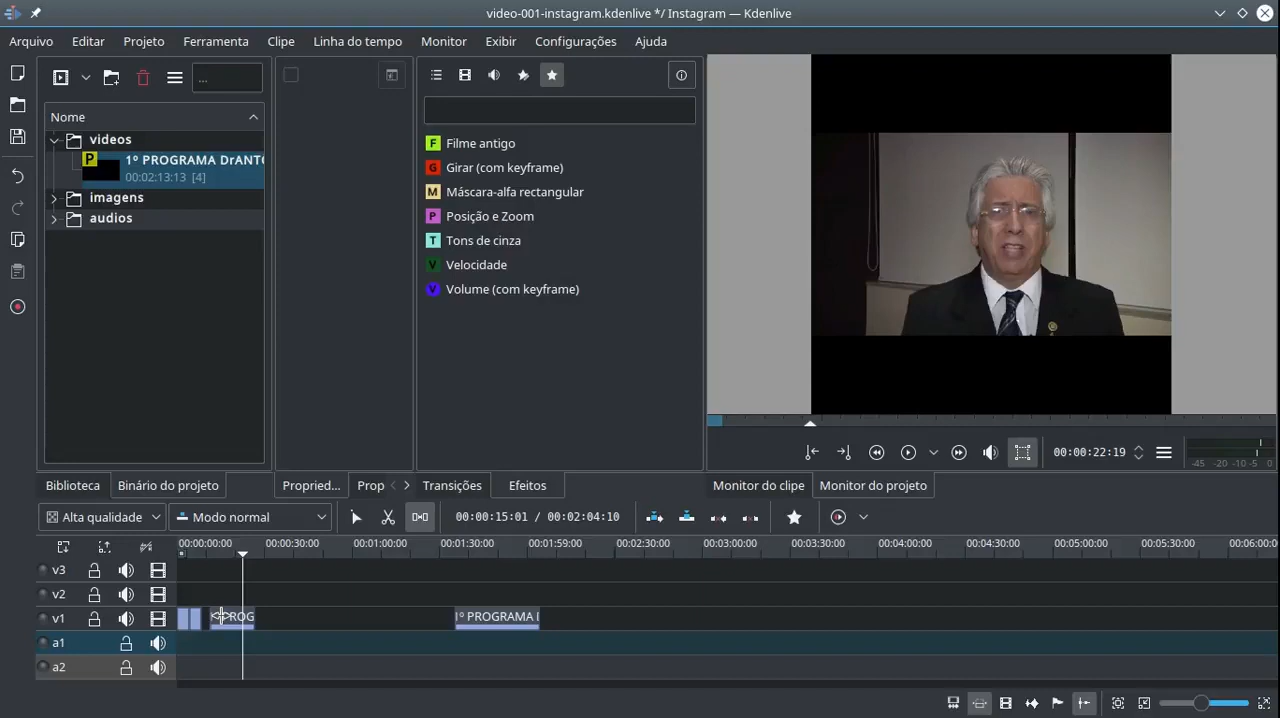 video-001-instagram.kdenlive */ Instagram — Kdenlive
Arquivo Editar Projeto Ferramenta Clipe Linha do tempo Monitor Exibir Configurações Ajuda
...
Nome
videos
P
1º PROGRAMA DrANTO
00:02:13:13 [4]
imagens
audios
F Filme antigo
G Girar (com keyframe)
M Máscara-alfa rectangular
P Posição e Zoom
T Tons de cinza
V Velocidade
V Volume (com keyframe)
00:00:22:19
-45 -20 -10 -5 0
Biblioteca Binário do projeto Propried... Prop Transições Efeitos Monitor do clipe Monitor do projeto
Alta qualidade Modo normal 00:00:15:01 / 00:02:04:10
00:00:00:00 00:00:30:00 00:01:00:00 00:01:30:00 00:01:59:00 00:02:30:00 00:03:00:00 00:03:30:00 00:04:00:00 00:04:30:00 00:05:00:00 00:05:30:00 00:06:00:0
v3
v2
v1 PROG 1º PROGRAMA I
a1
a2